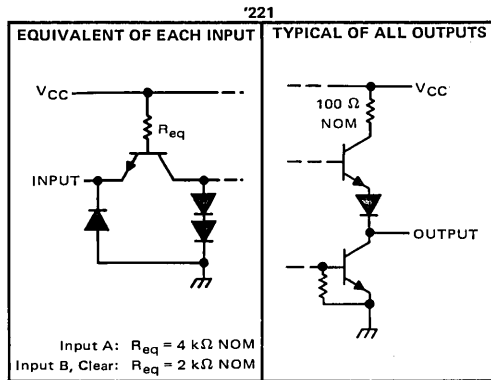 '221
EQUIVALENT OF EACH INPUT
VCC
Req
INPUT
Input A: Req = 4 kΩ NOM
Input B, Clear: Req = 2 kΩ NOM
TYPICAL OF ALL OUTPUTS
VCC
100 Ω
NOM
OUTPUT